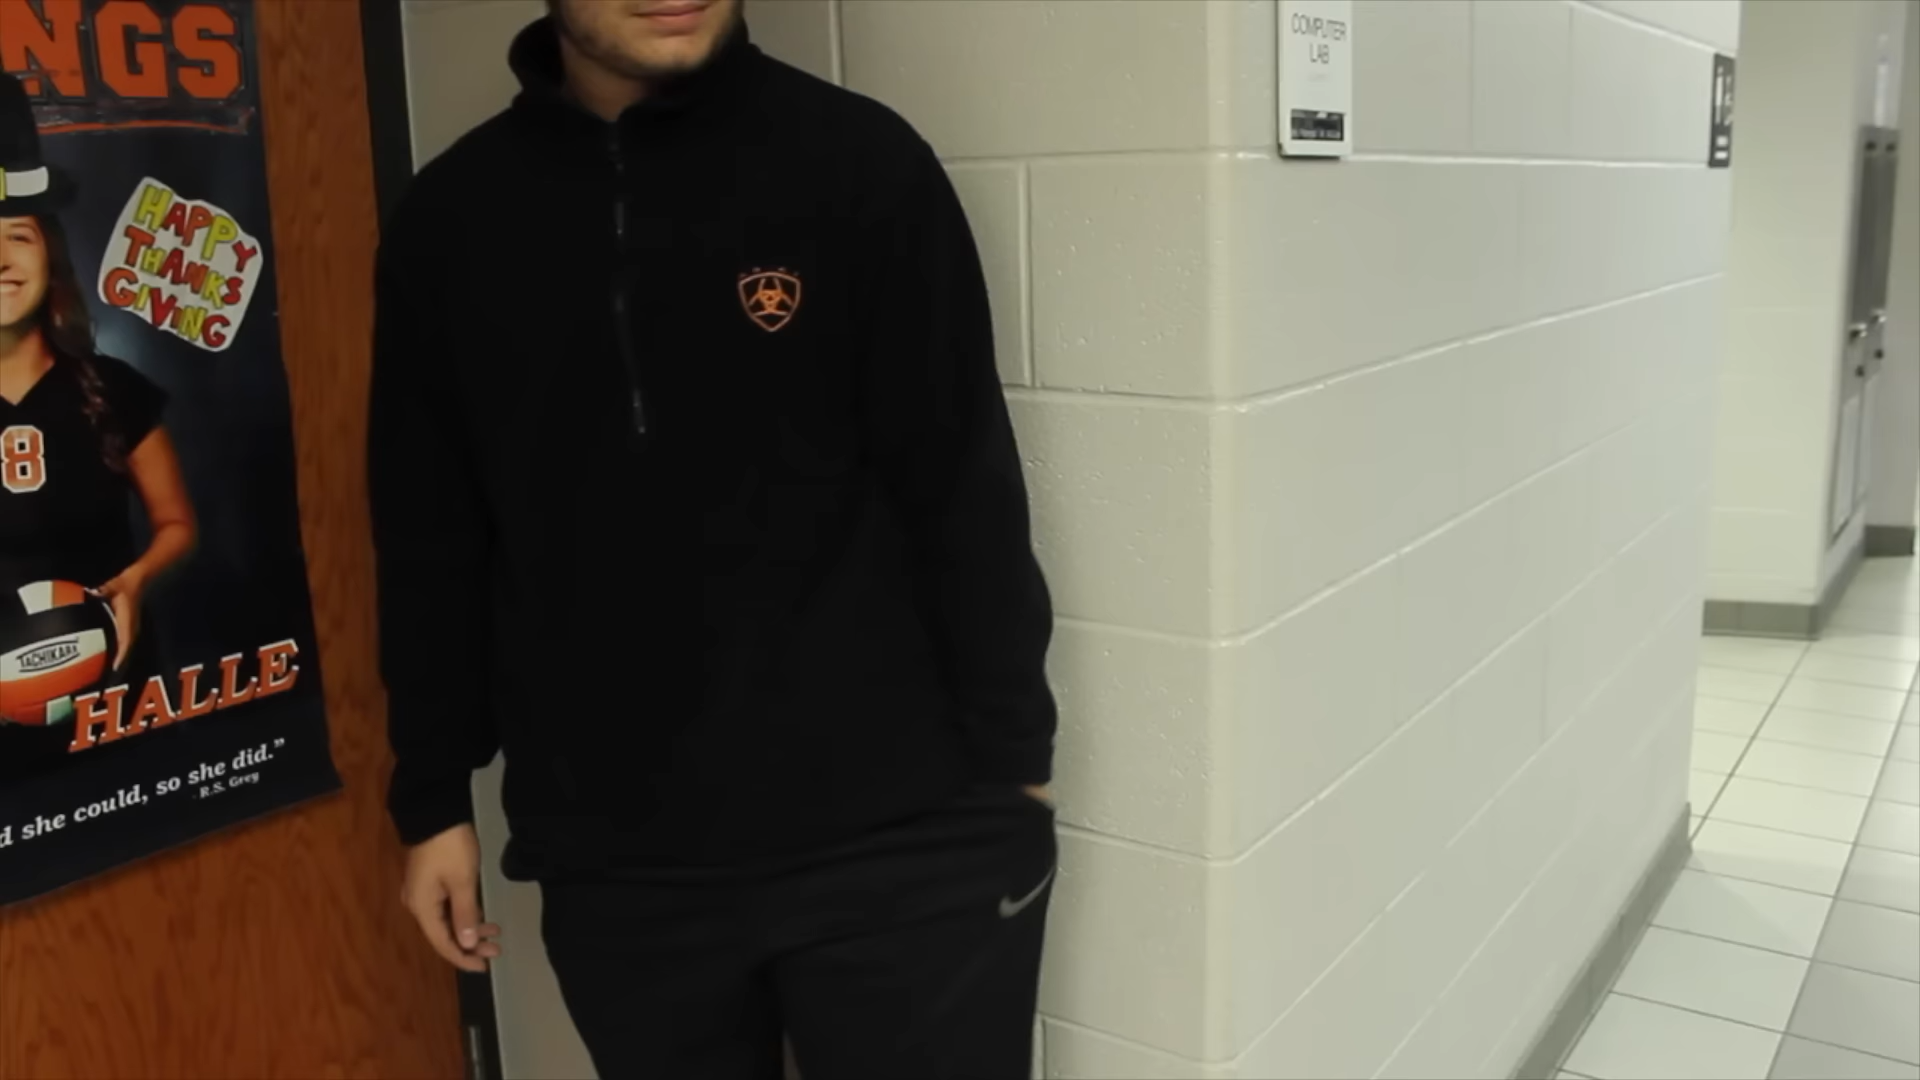 NGS
HAPPY
THANKS
GIVING
8
TACHIKARA
HALLE
d she could, so she did.”
- R.S. Grey
COMPUTER
LAB